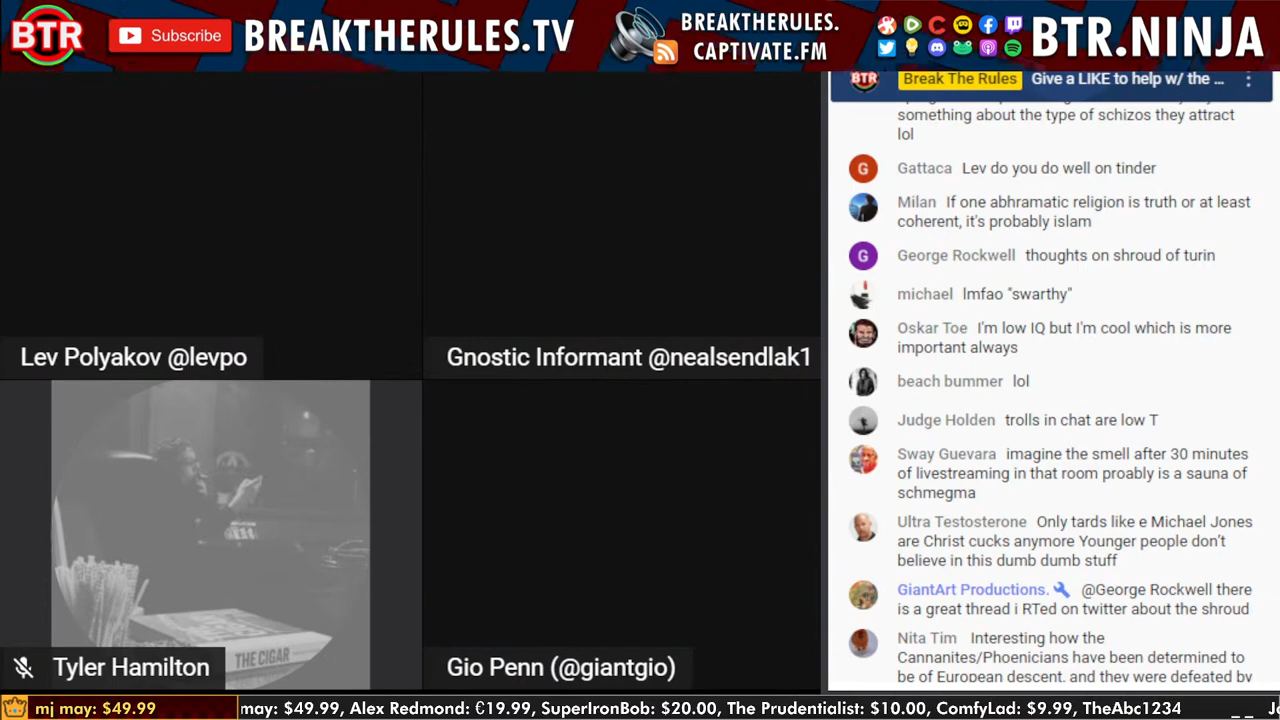 BTR
Subscribe
BREAKTHERULES.TV
BREAKTHERULES.
CAPTIVATE.FM
BTR.NINJA
BTR
Break The Rules Give a LIKE to help w/ the ...
something about the type of schizos they attract
lol
G Gattaca Lev do you do well on tinder
Milan If one abhramatic religion is truth or at least
coherent, it's probably islam
G George Rockwell thoughts on shroud of turin
michael lmfao "swarthy"
Oskar Toe I'm low IQ but I'm cool which is more
important always
beach bummer lol
Judge Holden trolls in chat are low T
Sway Guevara imagine the smell after 30 minutes
of livestreaming in that room proably is a sauna of
schmegma
Ultra Testosterone Only tards like e Michael Jones
are Christ cucks anymore Younger people don't
believe in this dumb dumb stuff
GiantArt Productions. @George Rockwell there
is a great thread i RTed on twitter about the shroud
Nita Tim Interesting how the
Cannanites/Phoenicians have been determined to
be of European descent, and they were defeated by
Lev Polyakov @levpo
Gnostic Informant @nealsendlak1
THE CIGAR
Tyler Hamilton
Gio Penn (@giantgio)
mj may: $49.99
may: $49.99, Alex Redmond: €19.99, SuperIronBob: $20.00, The Prudentialist: $10.00, ComfyLad: $9.99, TheAbc1234